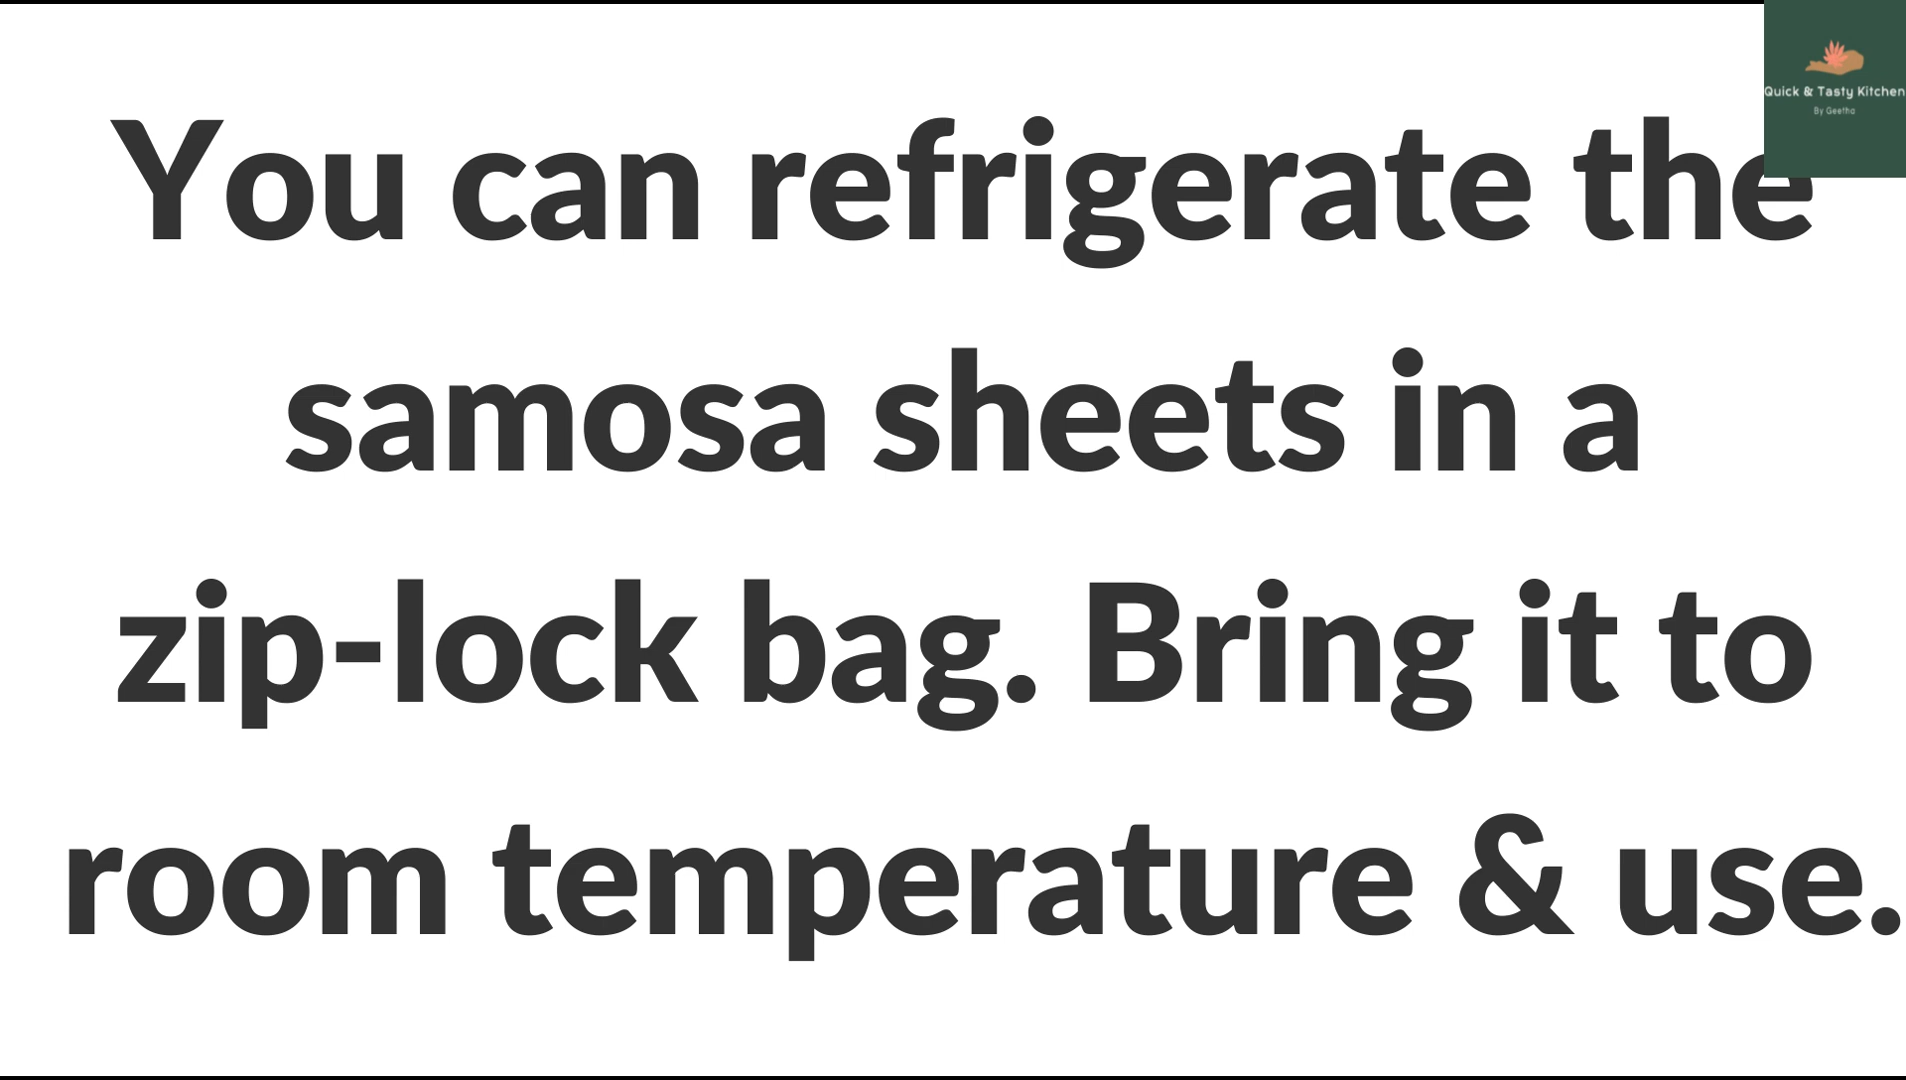 Quick & Tasty Kitchen
By Geetha
You can refrigerate the
samosa sheets in a
zip-lock bag. Bring it to
room temperature & use.